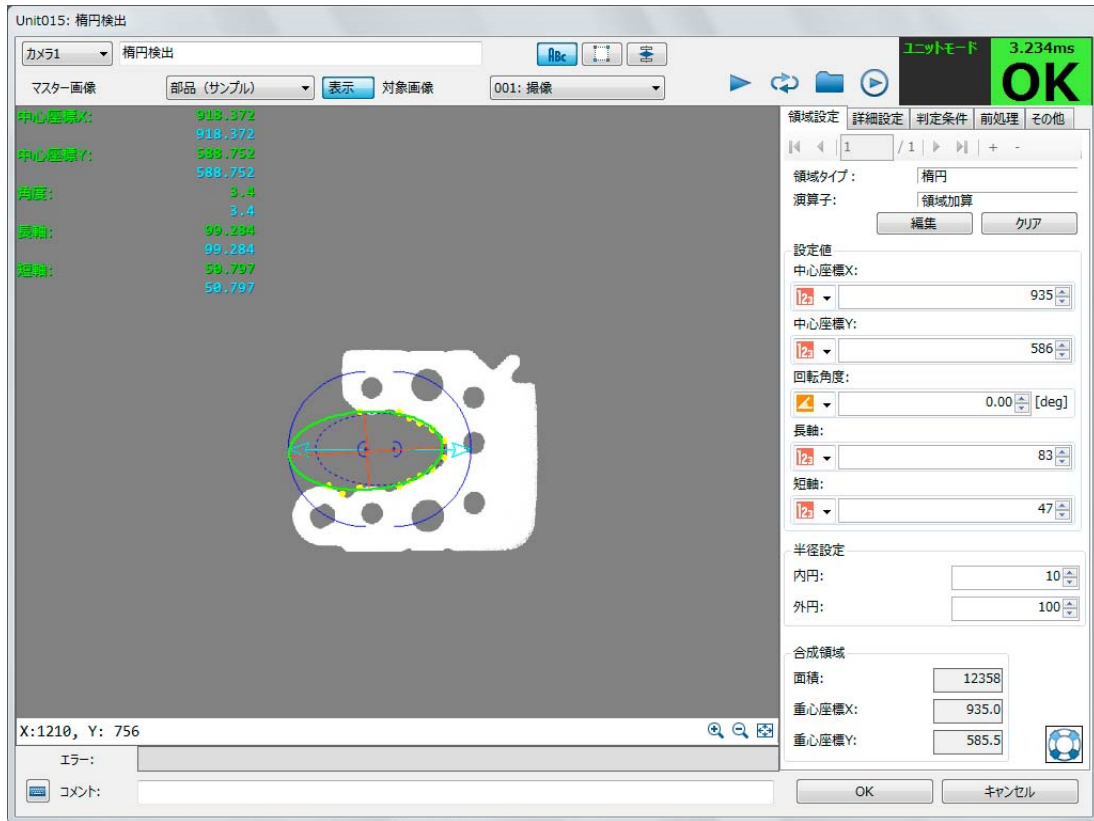 Unit015: 楕円検出
カメラ1 楕円検出 ABC ユニットモード 3.234ms
OK
マスター画像 部品 (サンプル) 表示 対象画像 001: 撮像
中心座標X: 918.372
918.372
中心座標Y: 588.752
588.752
角度: 3.4
3.4
長軸: 99.284
99.284
短軸: 50.797
50.797
X:1210, Y: 756
領域設定 詳細設定 判定条件 前処理 その他
1 / 1 + -
領域タイプ: 楕円
演算子: 領域加算
編集 クリア
設定値
中心座標X:
123 935
中心座標Y:
123 586
回転角度:
0.00 [deg]
長軸:
123 83
短軸:
123 47
半径設定
内円: 10
外円: 100
合成領域
面積: 12358
重心座標X: 935.0
重心座標Y: 585.5
エラー:
コメント:
OK キャンセル